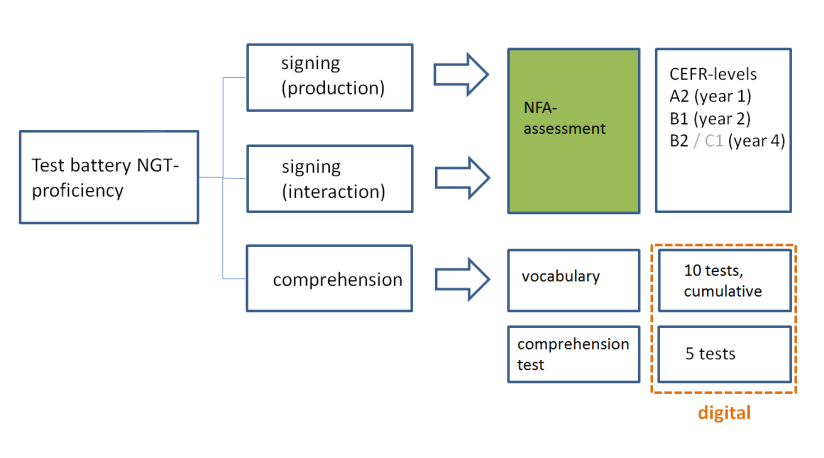 signing
(production)
NFA-
assessment
CEFR-levels
A2 (year 1)
B1 (year 2)
B2 / C1 (year 4)
Test battery NGT-
proficiency
signing
(interaction)
comprehension
vocabulary
10 tests,
cumulative
comprehension
test
5 tests
digital